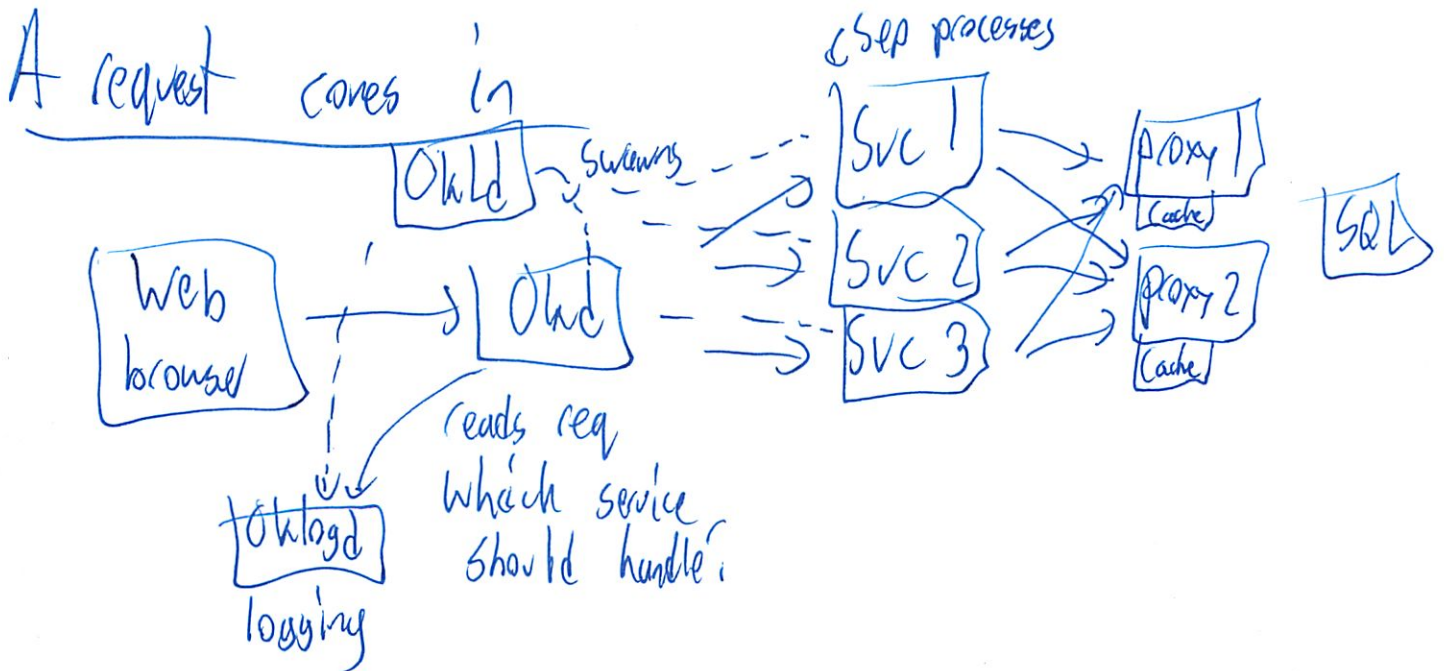 A request comes in
Sep processes
OkLd
spawns
Svc 1
proxy 1
Cache
SQL
Web
browser
Okd
Svc 2
proxy 2
Cache
Svc 3
reads req
which service
should handle
Oklogd
logging